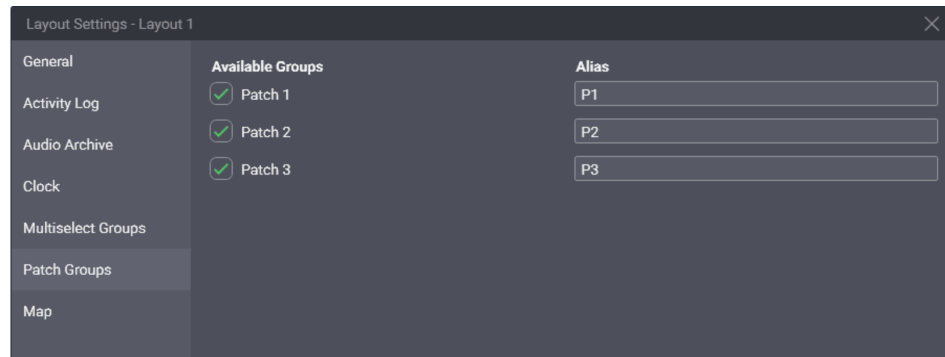 Layout Settings - Layout 1
General
Activity Log
Audio Archive
Clock
Multiselect Groups
Patch Groups
Map
Available Groups Alias
Patch 1 P1
Patch 2 P2
Patch 3 P3